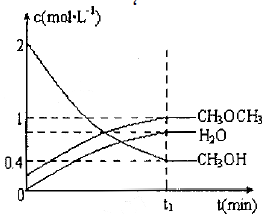 c(mol·L⁻¹)
2
1
CH₃OCH₃
H₂O
0.4
CH₃OH
0
t₁
t(min)